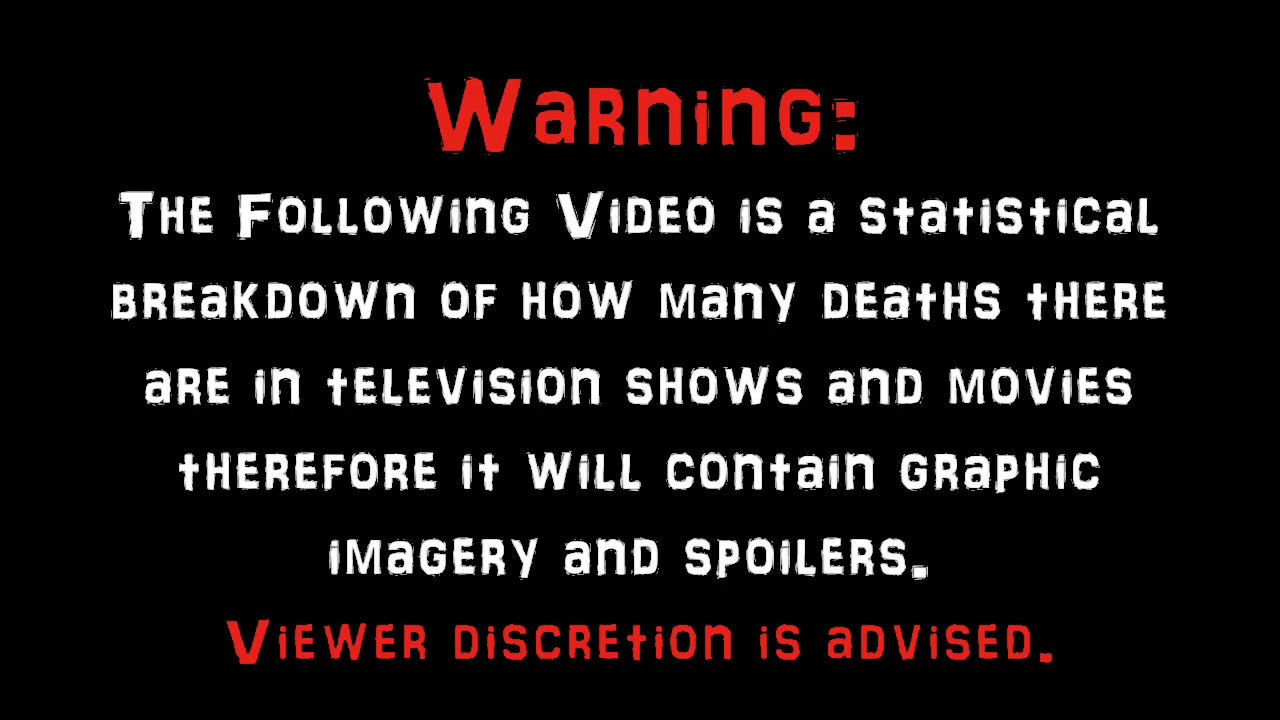 Warning:
The Following Video is a statistical
breakdown of how many deaths there
are in television shows and movies
therefore it will contain graphic
imagery and spoilers.
Viewer discretion is advised.